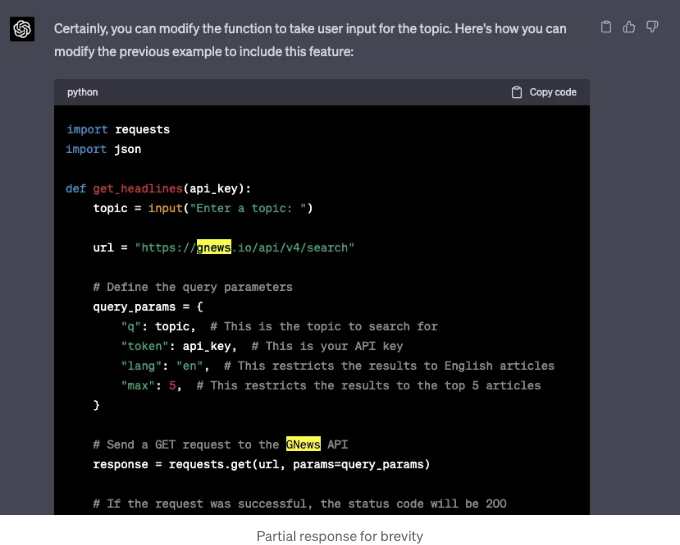 Certainly, you can modify the function to take user input for the topic. Here's how you can
modify the previous example to include this feature:
python Copy code
import requests
import json
def get_headlines(api_key):
    topic = input("Enter a topic: ")
    url = "https://gnews.io/api/v4/search"
    # Define the query parameters
    query_params = {
        "q": topic,  # This is the topic to search for
        "token": api_key,  # This is your API key
        "lang": "en",  # This restricts the results to English articles
        "max": 5,  # This restricts the results to the top 5 articles
    }
    # Send a GET request to the GNews API
    response = requests.get(url, params=query_params)
    # If the request was successful, the status code will be 200
Partial response for brevity